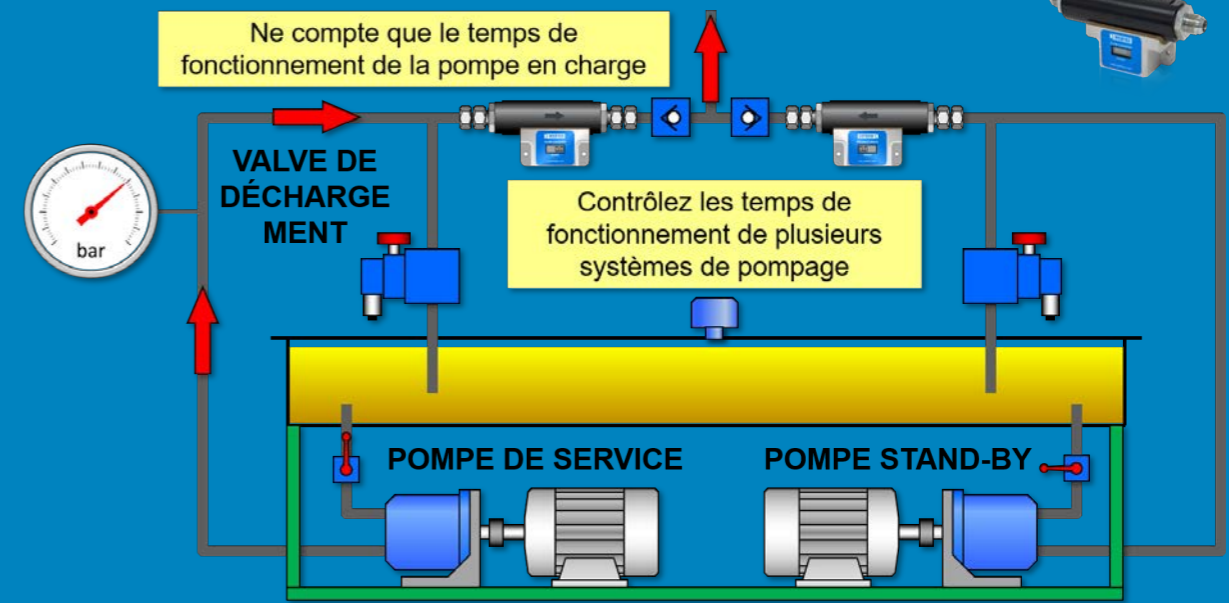 Ne compte que le temps de
fonctionnement de la pompe en charge
VALVE DE
DÉCHARGE
MENT
bar
Contrôlez les temps de
fonctionnement de plusieurs
systèmes de pompage
POMPE DE SERVICE
POMPE STAND-BY